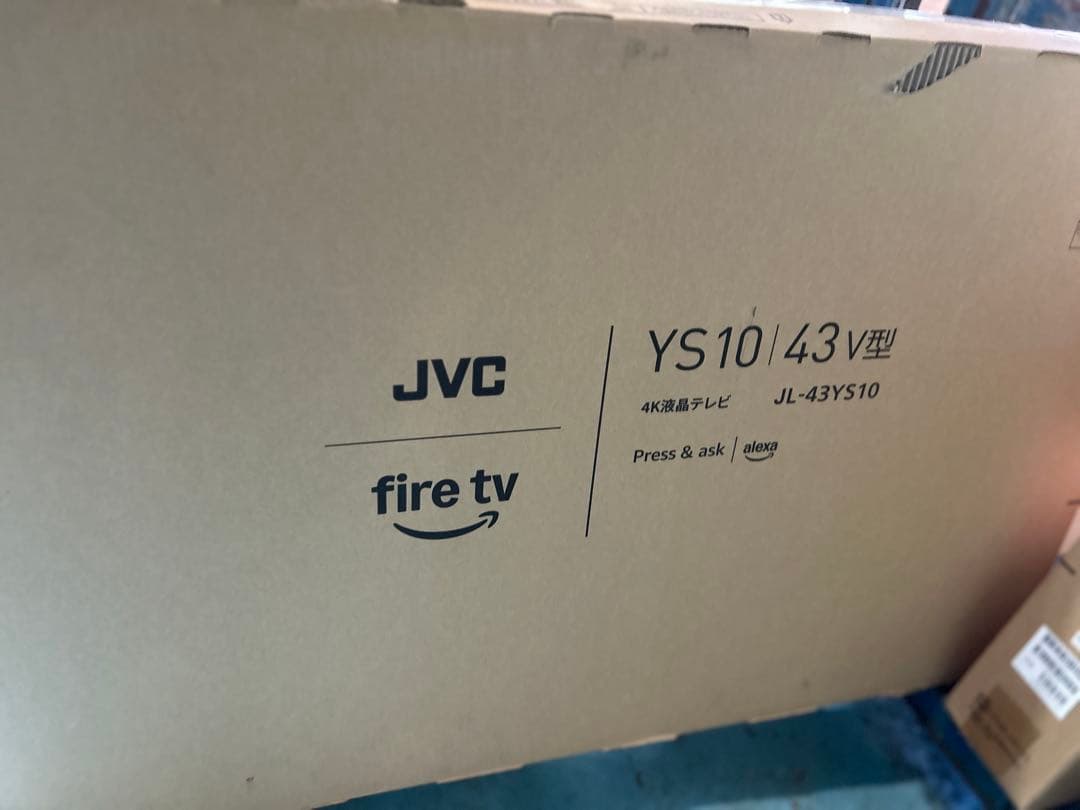 JVC
fire tv
YS10 | 43V型
4K液晶テレビ JL-43YS10
Press & ask | alexa